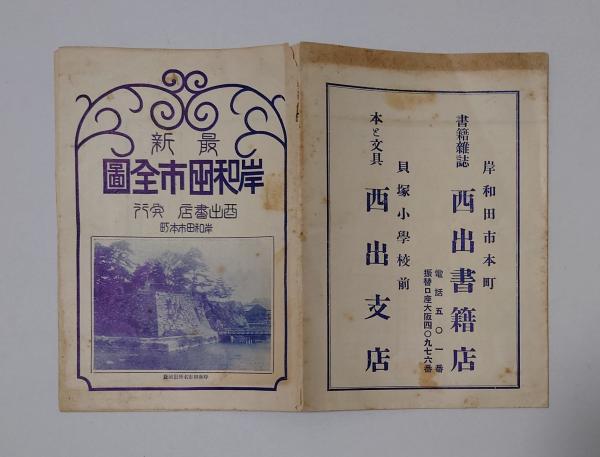 最新
岸和田市全圖
西出書店発行
岸和田市本町
岸和田市本町
書籍雜誌 西出書籍店
電話五〇一番
振替口座大阪四〇九七六番
貝塚小學校前
本と文具 西出支店